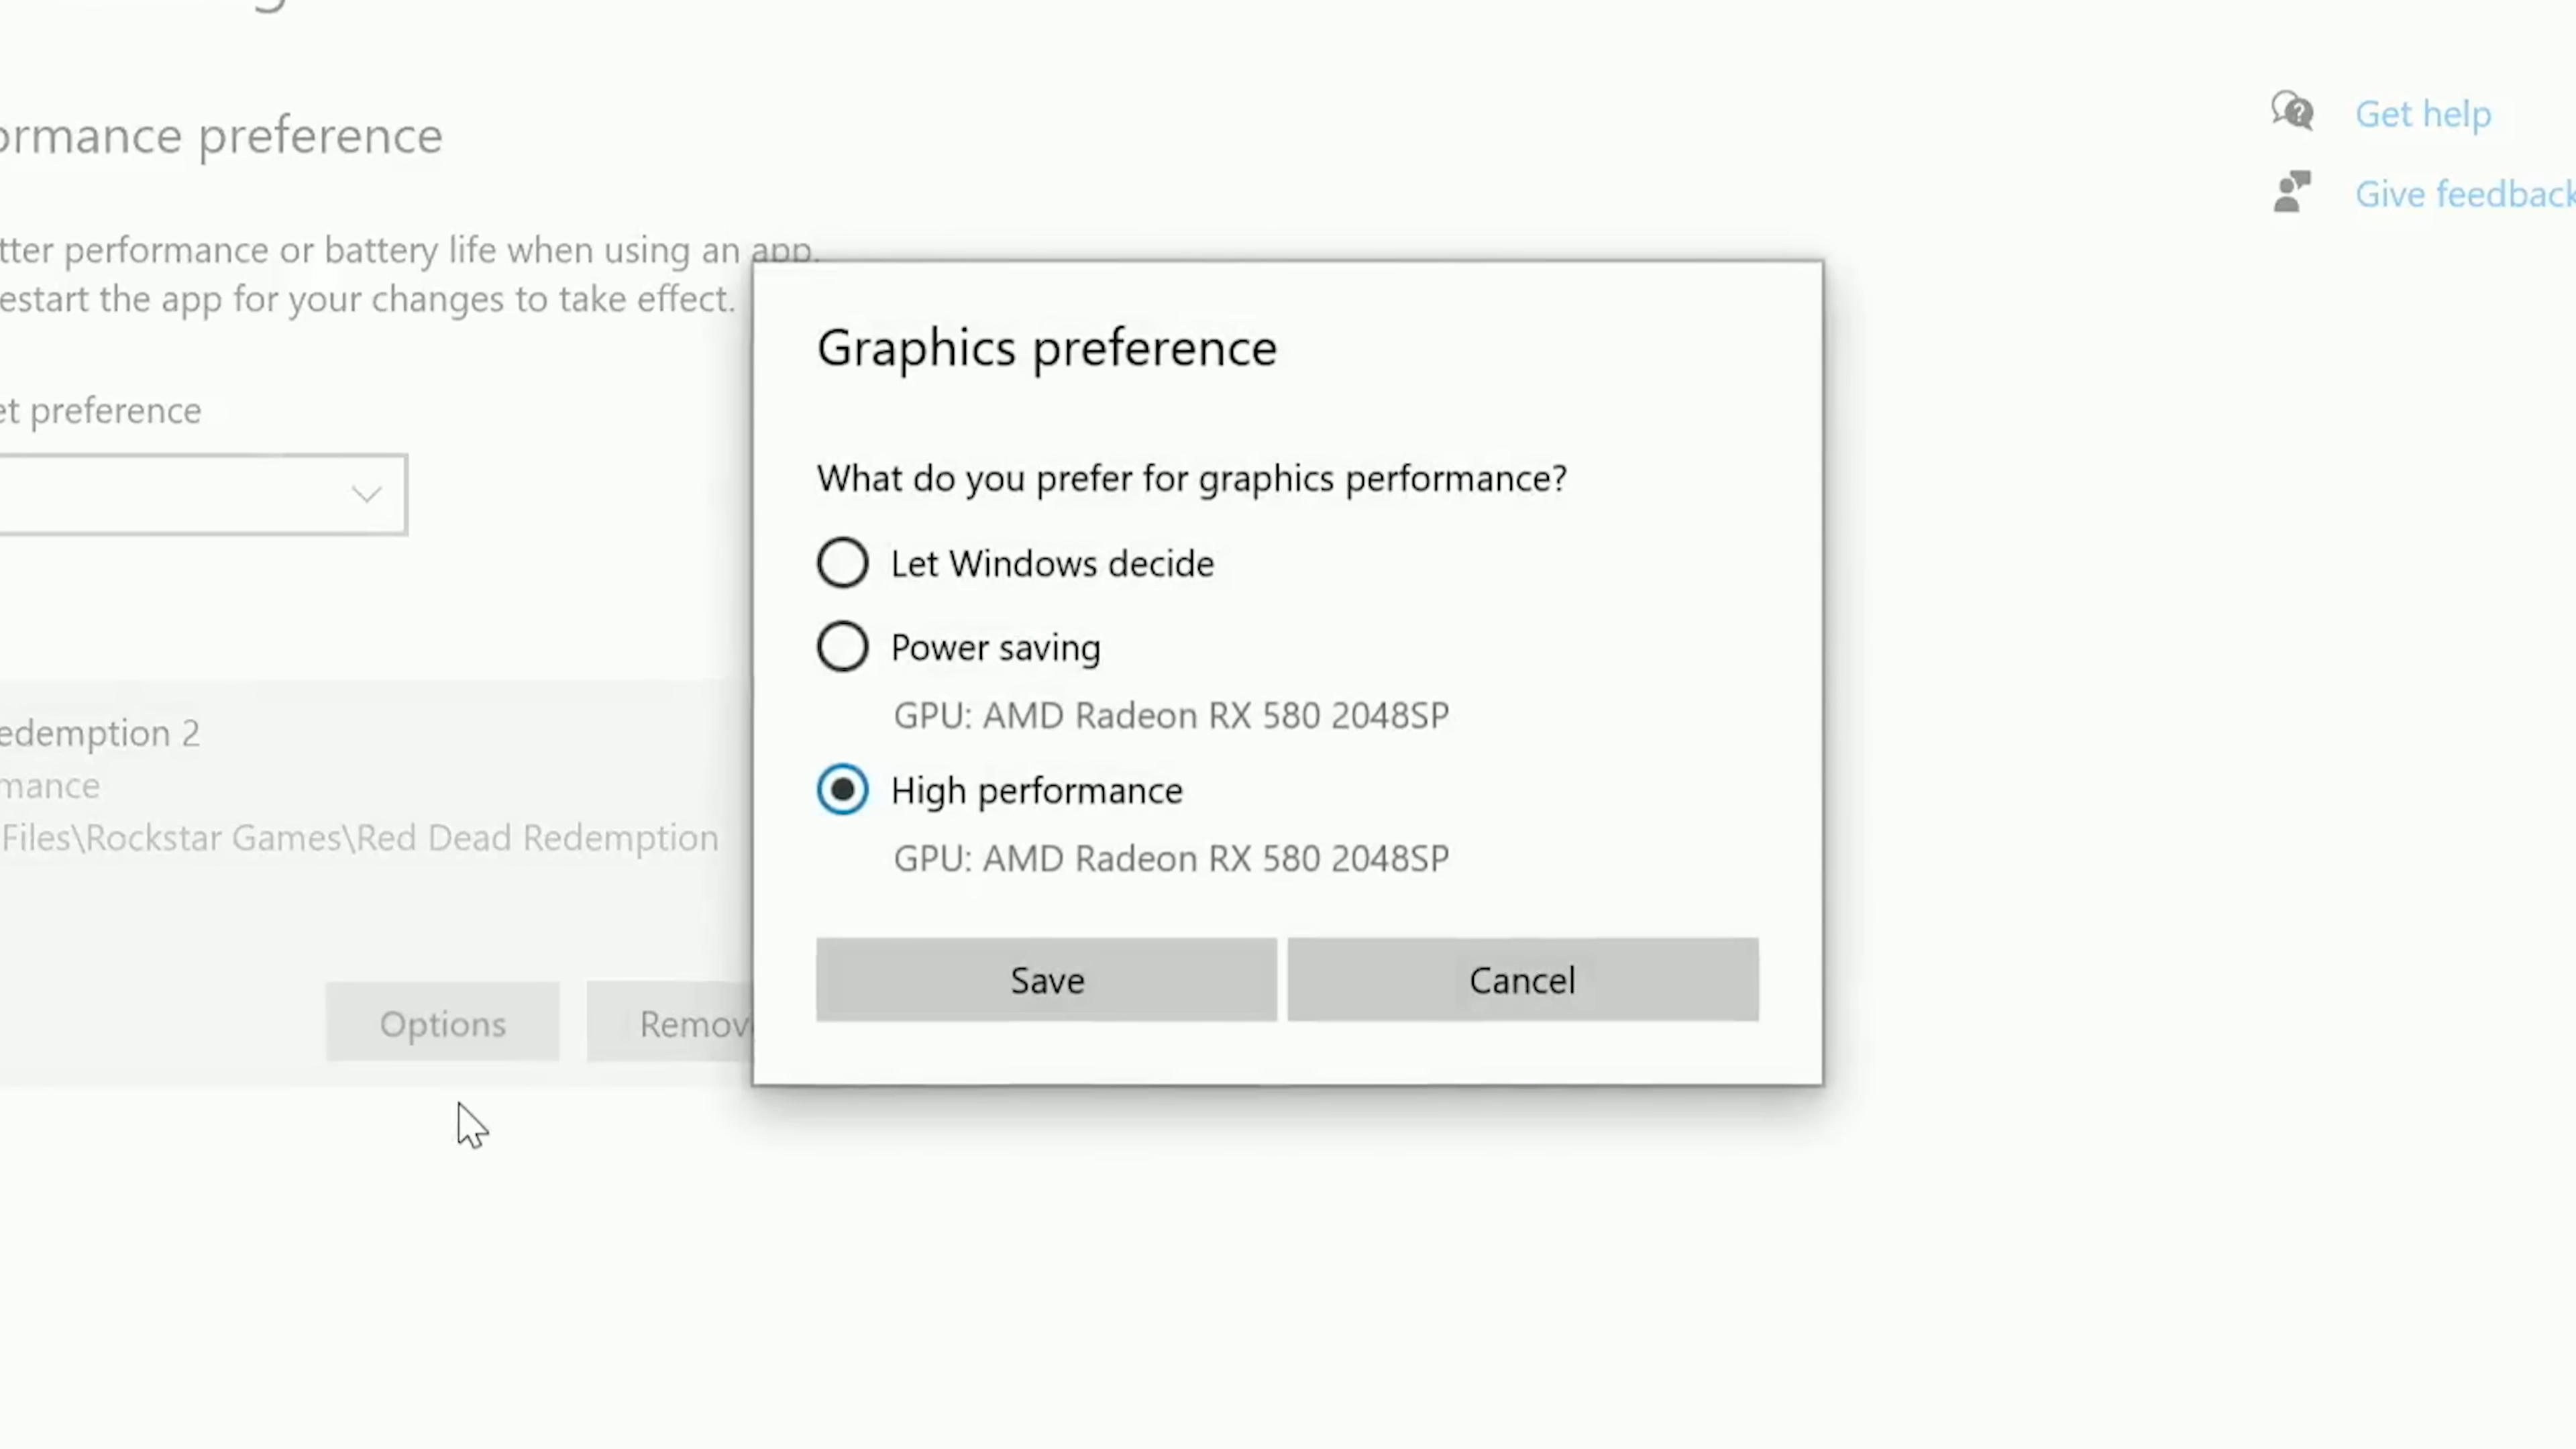 ormance preference
tter performance or battery life when using an app.
estart the app for your changes to take effect.
et preference
edemption 2
mance
Files\Rockstar Games\Red Dead Redemption
Options
Remov
Get help
Give feedback
Graphics preference
What do you prefer for graphics performance?
Let Windows decide
Power saving
GPU: AMD Radeon RX 580 2048SP
High performance
GPU: AMD Radeon RX 580 2048SP
Save
Cancel